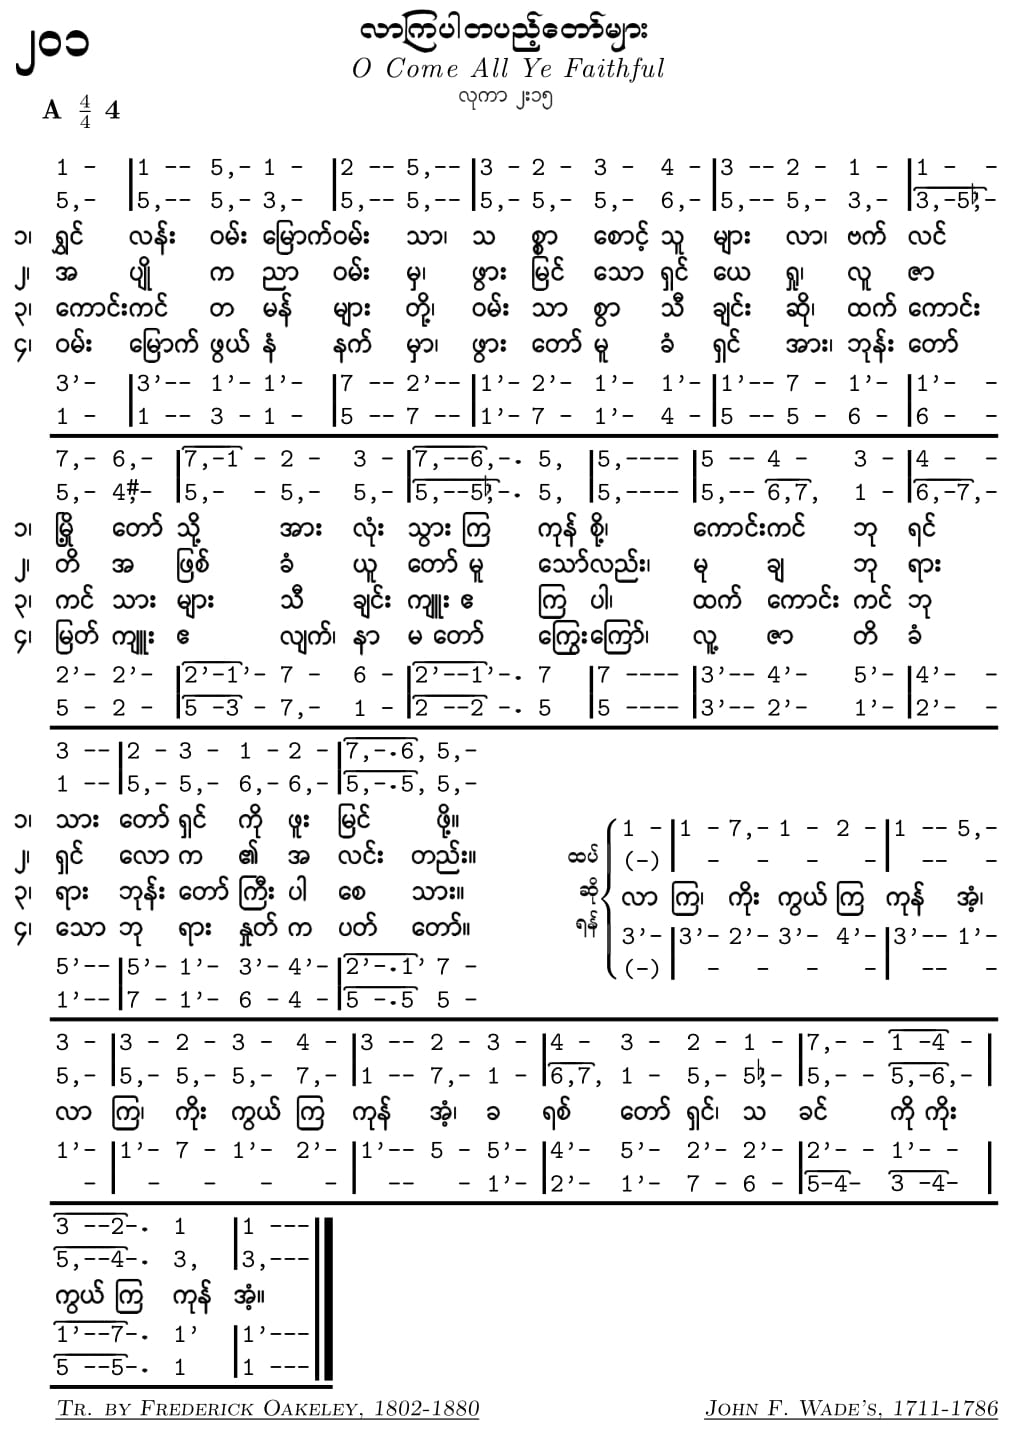 ၂၀၁
လာကြပါတပည့်တော်များ
O Come All Ye Faithful
လုကာ ၂း၁၅
A 4/4 4
1 - |1 -- 5,- 1 - |2 -- 5,-- |3 - 2 - 3 - 4 - |3 -- 2 - 1 - |1 - -
5,- |5,-- 5,- 3,- |5,-- 5,-- |5,- 5,- 5,- 6,- |5,-- 5,- 3,- |3,-5♭,-
၁၊ ရွှင် လန်း ဝမ်း မြောက်ဝမ်း သာ၊ သ စ္စာ စောင့် သူ များ လာ၊ ဗက် လင်
၂၊ အ ပျို က ညာ ဝမ်း မှ၊ ဖွား မြင် သော ရှင် ယေ ရှု၊ လူ ဇာ
၃၊ ကောင်းကင် တ မန် များ တို့၊ ဝမ်း သာ စွာ သီ ချင်း ဆို၊ ထက် ကောင်း
၄၊ ဝမ်း မြောက် ဖွယ် နံ နက် မှာ၊ ဖွား တော် မူ ခံ ရှင် အား၊ ဘုန်း တော်
3’- |3’-- 1’- 1’- |7 -- 2’-- |1’- 2’- 1’- 1’- |1’-- 7 - 1’- |1’- -
1 - |1 -- 3 - 1 - |5 -- 7 -- |1’- 7 - 1’- 4 - |5 -- 5 - 6 - |6 - -
7,- 6,- |7,-1 - 2 - 3 - |7,--6,-. 5, |5,---- |5 -- 4 - 3 - |4 - -
5,- 4#,- |5,- - 5,- 5,- |5,--5♭,-. 5, |5,---- |5,-- 6,7, 1 - |6,-7,-
၁၊ မြို့ တော် သို့ အား လုံး သွား ကြ ကုန် စို့၊ ကောင်းကင် ဘု ရင်
၂၊ တိ အ ဖြစ် ခံ ယူ တော် မူ သော်လည်း၊ မု ချ ဘု ရား
၃၊ ကင် သား များ သီ ချင်း ကျူး ဧ ကြ ပါ၊ ထက် ကောင်း ကင် ဘု
၄၊ မြတ် ကျူး ဧ လျက်၊ နာ မ တော် ကြွေးကြော်၊ လူ့ ဇာ တိ ခံ
2’- 2’- |2’-1’- 7 - 6 - |2’--1’-. 7 |7 ---- |3’-- 4’- 5’- |4’- -
5 - 2 - |5 -3 - 7,- 1 - |2 --2 -. 5 |5 ---- |3’-- 2’- 1’- |2’- -
3 -- |2 - 3 - 1 - 2 - |7,-.6, 5,-
1 -- |5,- 5,- 6,- 6,- |5,-.5, 5,-
၁၊ သား တော် ရှင် ကို ဖူး မြင် ဖို့။
၂၊ ရှင် လော က ၏ အ လင်း တည်း။
၃၊ ရား ဘုန်း တော် ကြီး ပါ စေ သား။
၄၊ သော ဘု ရား နှုတ် က ပတ် တော်။
5’-- |5’- 1’- 3’- 4’- |2’-.1’ 7 -
1’-- |7 - 1’- 6 - 4 - |5 -.5 5 -
ထပ်
ဆို
ရန်
1 - |1 - 7,- 1 - 2 - |1 -- 5,-
(-) | - - - - | -- -
လာ ကြ၊ ကိုး ကွယ် ကြ ကုန် အံ့၊
3’- |3’- 2’- 3’- 4’- |3’-- 1’-
(-) | - - - - | -- -
3 - |3 - 2 - 3 - 4 - |3 -- 2 - 3 - |4 - 3 - 2 - 1 - |7,- - 1 -4 - |
5,- |5,- 5,- 5,- 7,- |1 -- 7,- 1 - |6,7, 1 - 5,- 5♭,- |5,- - 5,-6,- |
လာ ကြ၊ ကိုး ကွယ် ကြ ကုန် အံ့၊ ခ ရစ် တော် ရှင်၊ သ ခင် ကို ကိုး
1’- |1’- 7 - 1’- 2’- |1’-- 5 - 5’- |4’- 5’- 2’- 2’- |2’- - 1’- - |
- | - - - - | -- - 1’- |2’- 1’- 7 - 6 - |5-4- 3 -4- |
3 --2-. 1 |1 ---
5,--4-. 3, |3,---
ကွယ် ကြ ကုန် အံ့။
1’--7-. 1’ |1’---
5 --5-. 1 |1 ---
Tr. by Frederick Oakeley, 1802-1880
John F. Wade's, 1711-1786